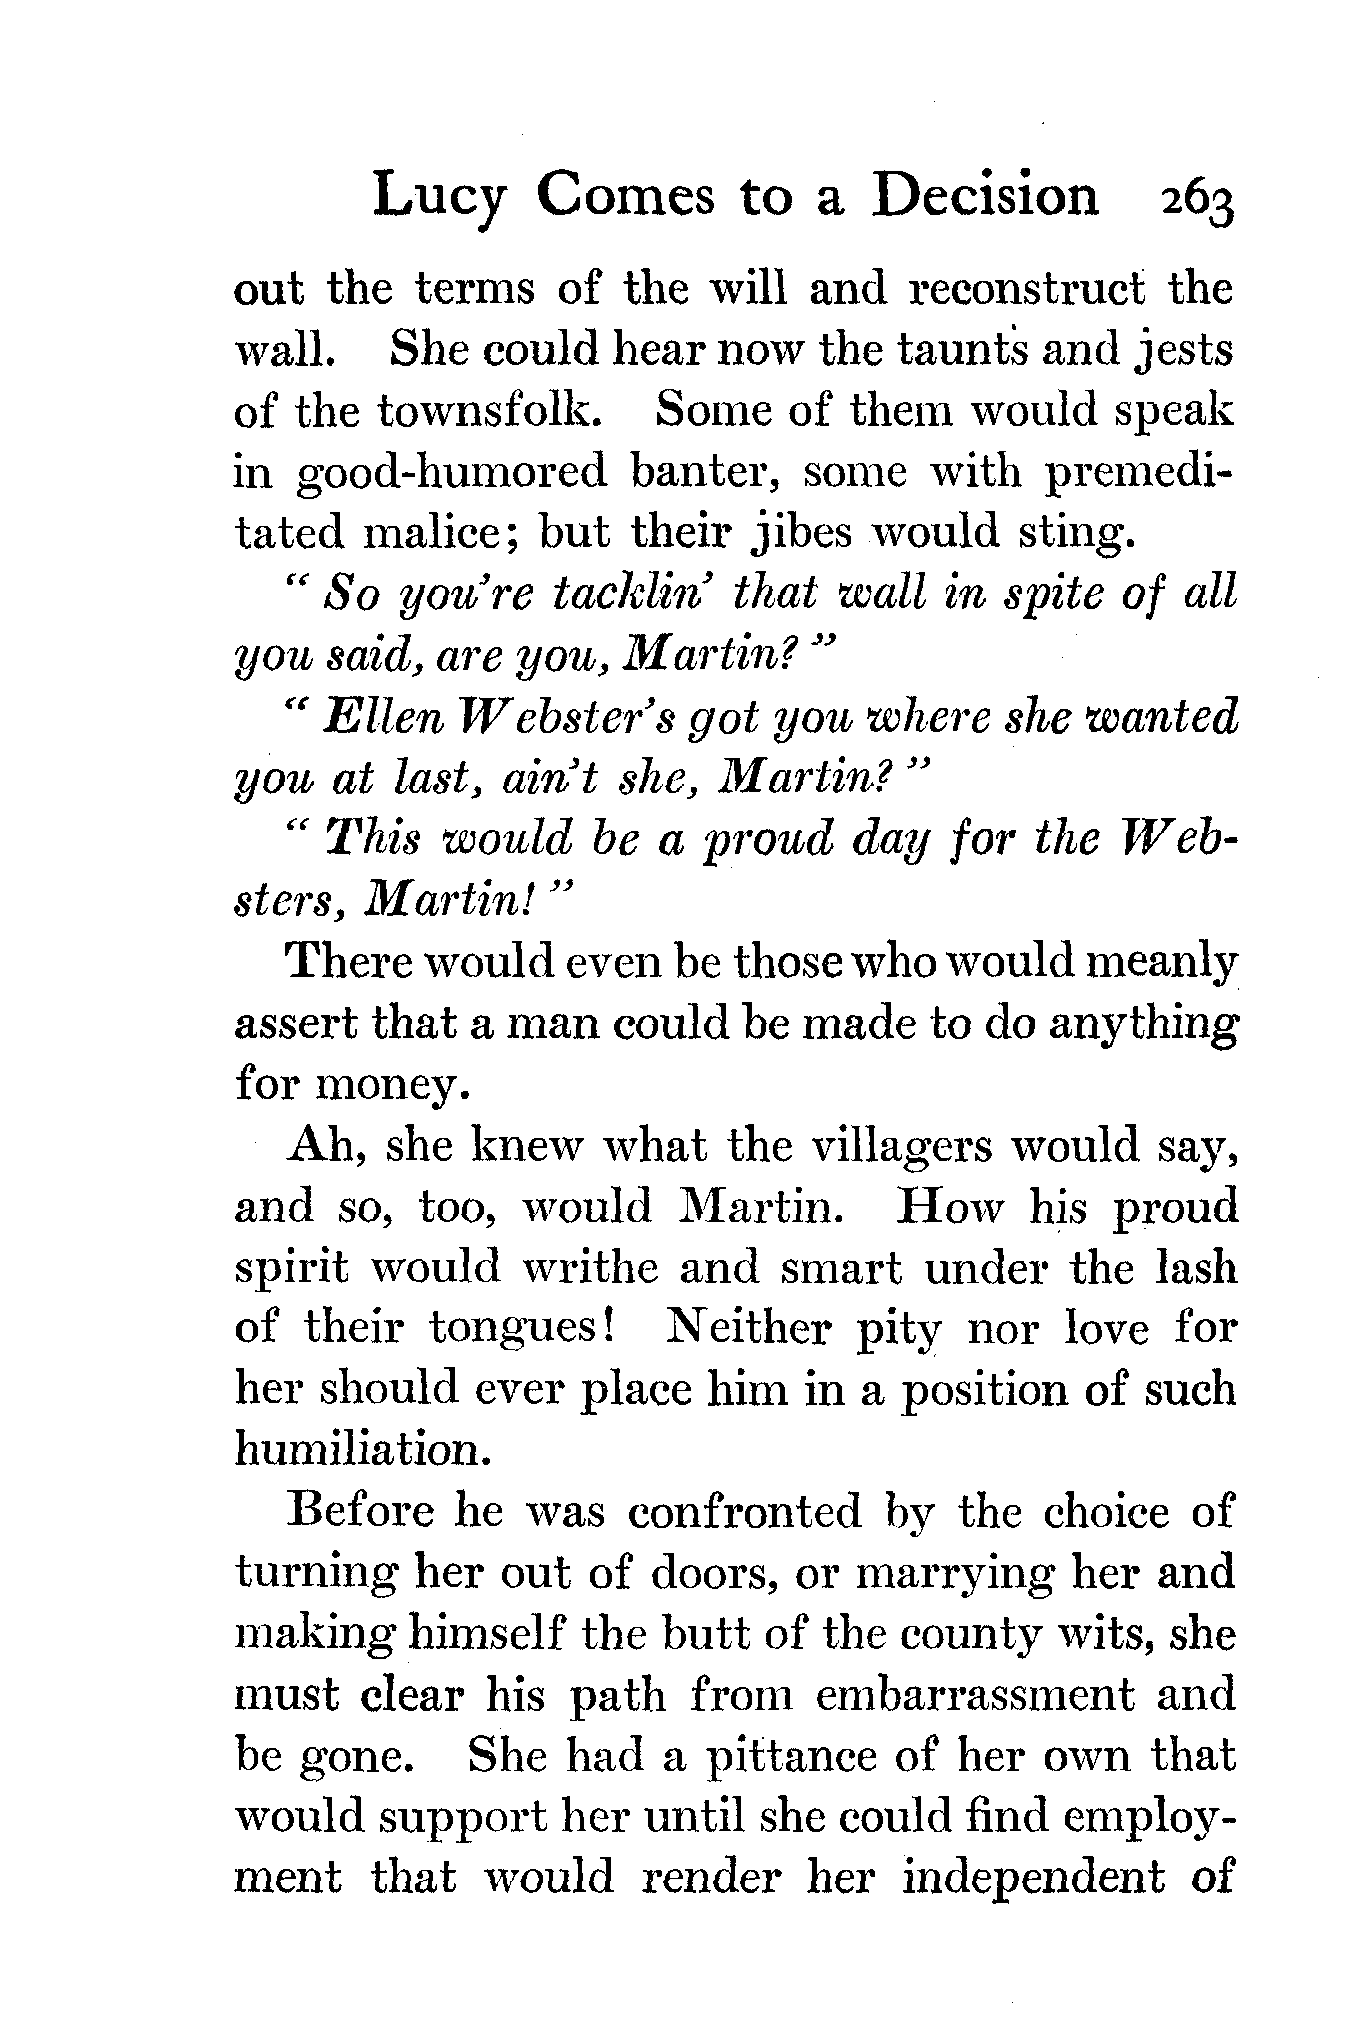 Lucy Comes to a Decision 263
out the terms of the will and reconstruct the
wall. She could hear now the taunts and jests
of the townsfolk. Some of them would speak
in good-humored banter, some with premedi-
tated malice; but their jibes would sting.
" So you're tacklin' that wall in spite of all
you said, are you, Martin? "
" Ellen Webster's got you where she wanted
you at last, ain't she, Martin? "
" This would be a proud day for the Web-
sters, Martin! "
There would even be those who would meanly
assert that a man could be made to do anything
for money.
Ah, she knew what the villagers would say,
and so, too, would Martin. How his proud
spirit would writhe and smart under the lash
of their tongues! Neither pity nor love for
her should ever place him in a position of such
humiliation.
Before he was confronted by the choice of
turning her out of doors, or marrying her and
making himself the butt of the county wits, she
must clear his path from embarrassment and
be gone. She had a pittance of her own that
would support her until she could find employ-
ment that would render her independent of